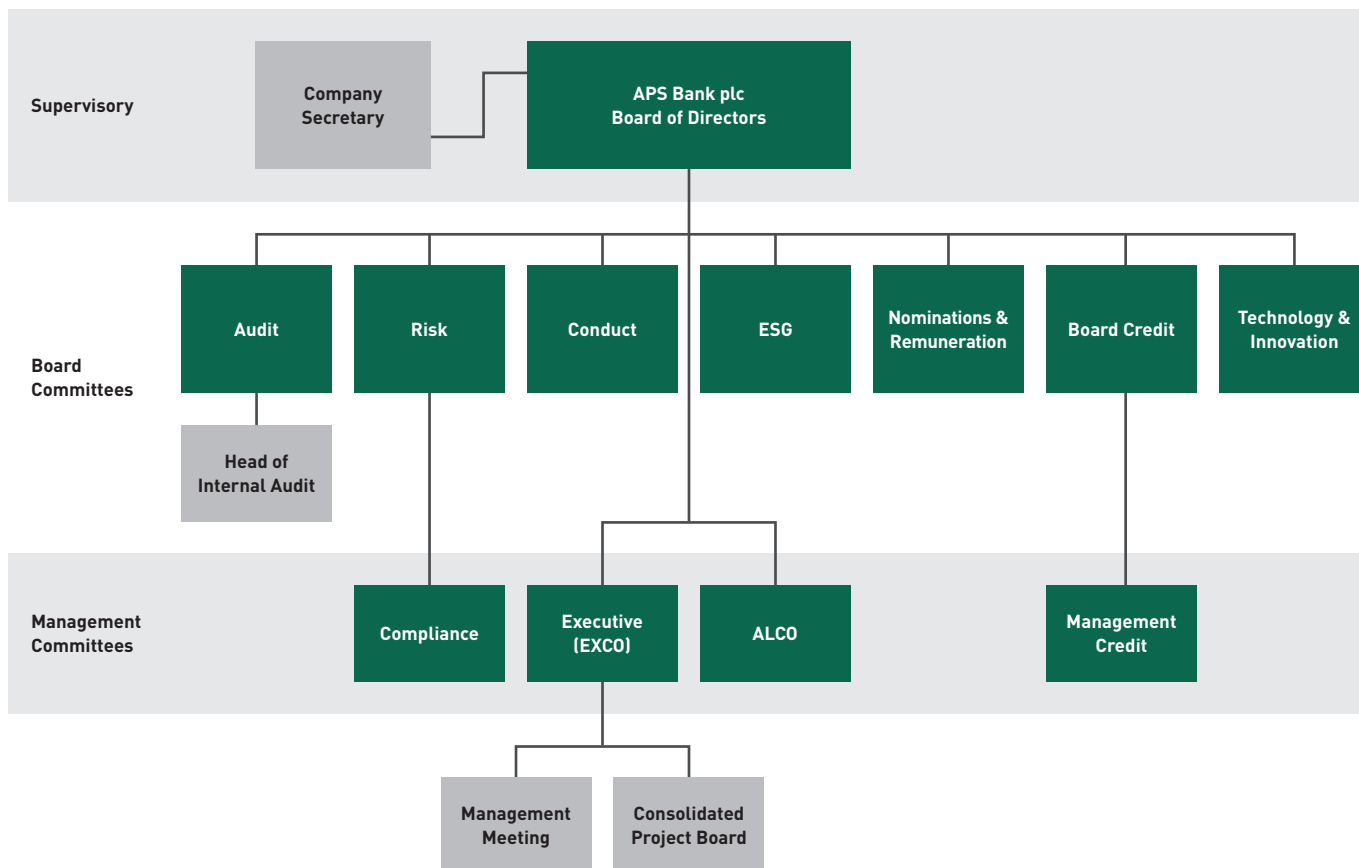 Supervisory
Company
Secretary
APS Bank plc
Board of Directors
Board
Committees
Audit
Risk
Conduct
ESG
Nominations &
Remuneration
Board Credit
Technology &
Innovation
Head of
Internal Audit
Management
Committees
Compliance
Executive
(EXCO)
ALCO
Management
Credit
Management
Meeting
Consolidated
Project Board